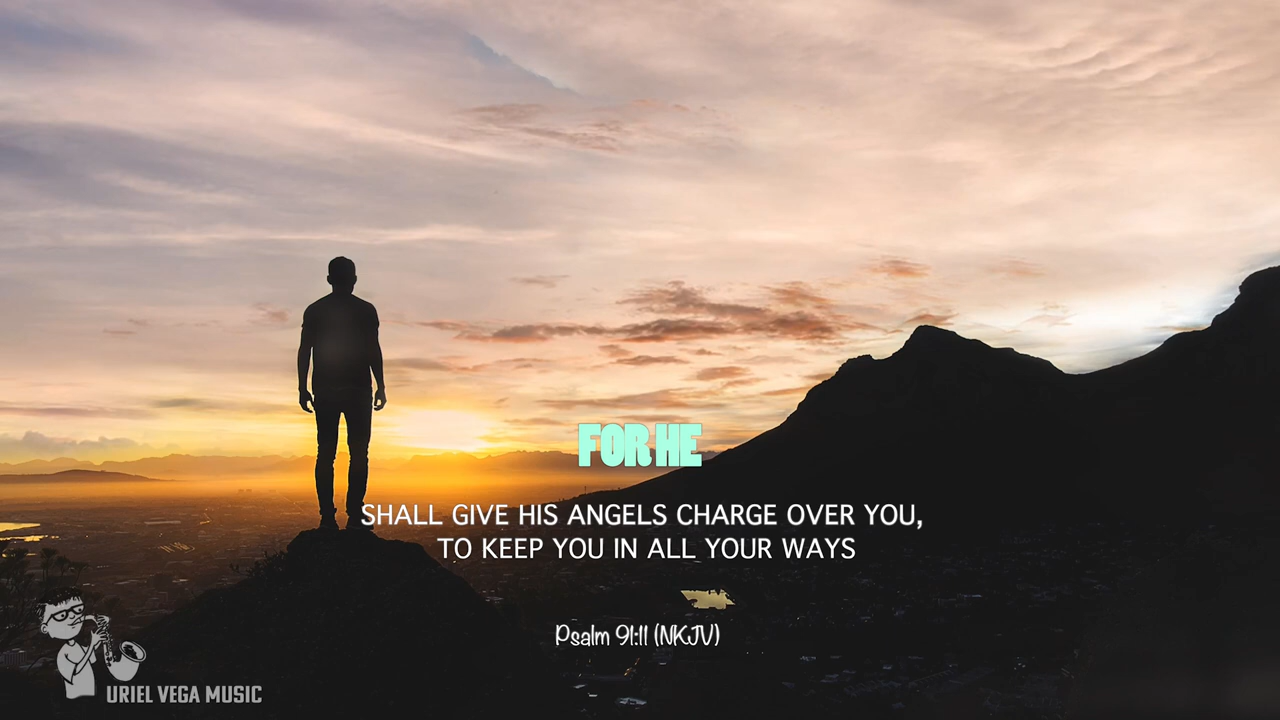 FOR HE
SHALL GIVE HIS ANGELS CHARGE OVER YOU,
TO KEEP YOU IN ALL YOUR WAYS
Psalm 91:11 (NKJV)
URIEL VEGA MUSIC